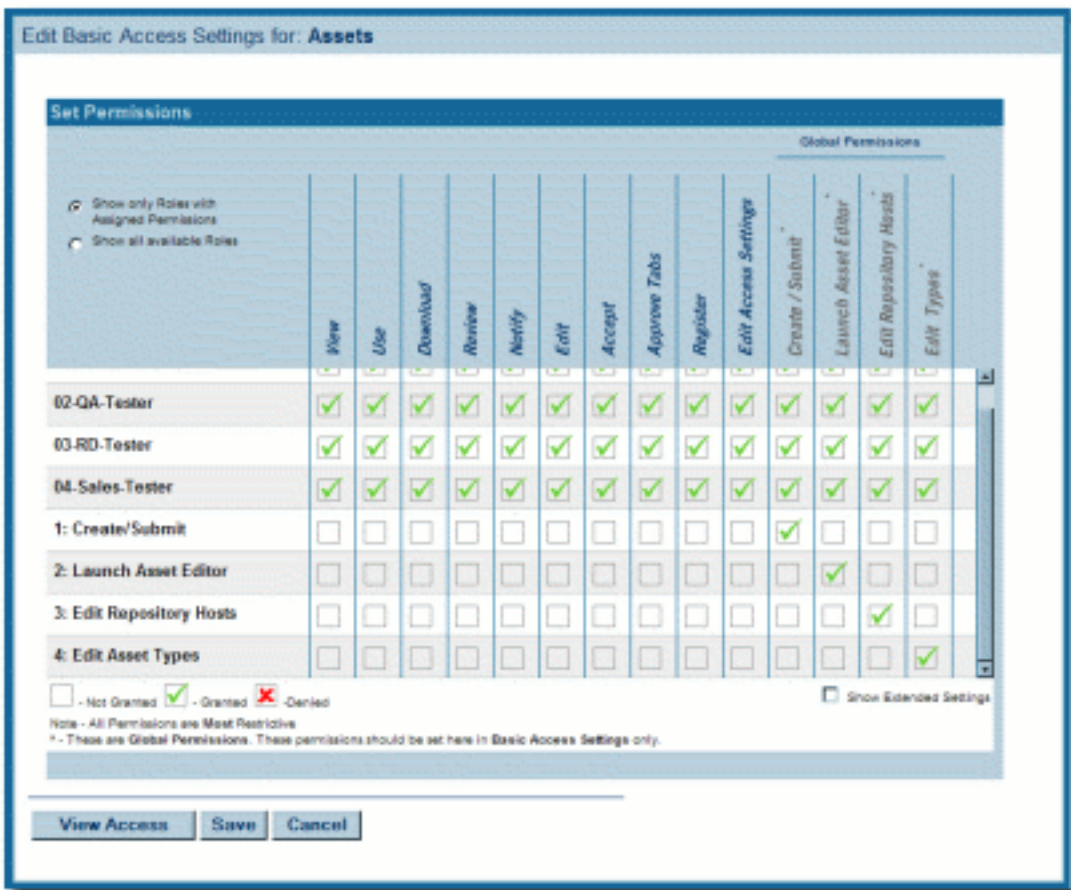 Edit Basic Access Settings for: Assets
Set Permissions
Global Permissions
Show only Roles with
Assigned Permissions
Show all available Roles
View
Use
Download
Review
Notify
Edit
Accept
Approve Tabs
Register
Edit Access Settings
Create / Submit*
Launch Asset Editor*
Edit Repository Hosts*
Edit Types*
02-QA-Tester
03-RD-Tester
04-Sales-Tester
1: Create/Submit
2: Launch Asset Editor
3: Edit Repository Hosts
4: Edit Asset Types
- Not Granted - Granted -Denied
Show Extended Settings
Note - All Permissions are Most Restrictive
* - These are Global Permissions. These permissions should be set here in Basic Access Settings only.
View Access Save Cancel